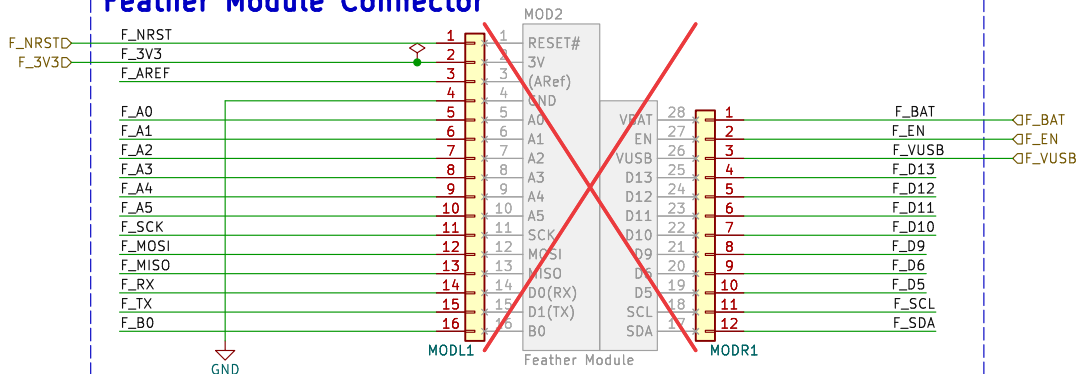 Feather Module Connector
MOD2
F_NRST F_NRST 1 1 RESET#
F_3V3 F_3V3 2 2 3V
F_AREF 3 3 (ARef)
4 4 GND
F_A0 5 5 A0 VBAT 28 1 F_BAT F_BAT
F_A1 6 6 A1 EN 27 2 F_EN F_EN
F_A2 7 7 A2 VUSB 26 3 F_VUSB F_VUSB
F_A3 8 8 A3 D13 25 4 F_D13
F_A4 9 9 A4 D12 24 5 F_D12
F_A5 10 10 A5 D11 23 6 F_D11
F_SCK 11 11 SCK D10 22 7 F_D10
F_MOSI 12 12 MOSI D9 21 8 F_D9
F_MISO 13 13 MISO D6 20 9 F_D6
F_RX 14 14 D0(RX) D5 19 10 F_D5
F_TX 15 15 D1(TX) SCL 18 11 F_SCL
F_B0 16 16 B0 SDA 17 12 F_SDA
MODL1 MODR1
Feather Module
GND